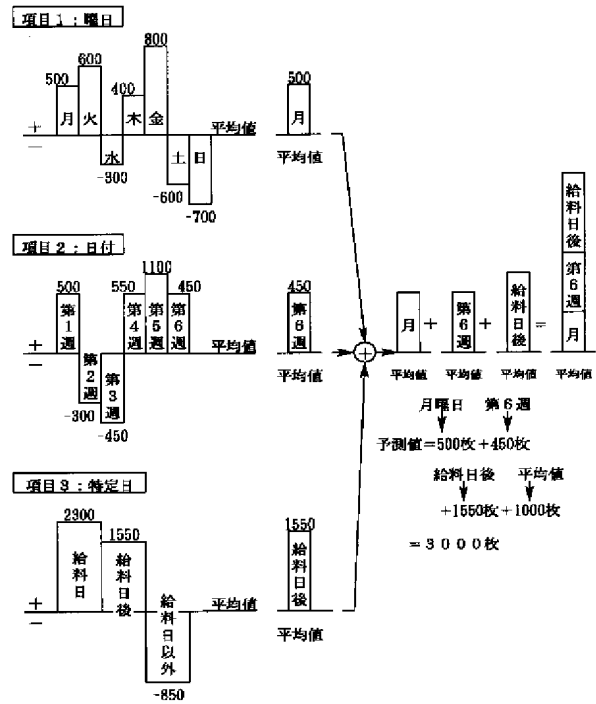 項目1：曜日
500
600
-300
400
800
-600
-700
月
火
水
木
金
土
日
＋
－
平均値
500
月
平均値
項目2：日付
500
-300
-450
550
1100
450
第1週
第2週
第3週
第4週
第5週
第6週
＋
－
平均値
450
第6週
平均値
項目3：特定日
2300
1550
-850
給料日
給料日後
給料日以外
＋
－
平均値
1550
給料日後
平均値
＋
月
＋
第6週
＋
給料日後
＝
給料日後
第6週
月
平均値
平均値
平均値
平均値
月曜日 第6週
予測値＝500枚＋450枚
給料日後 平均値
＋1550枚＋1000枚
＝3000枚